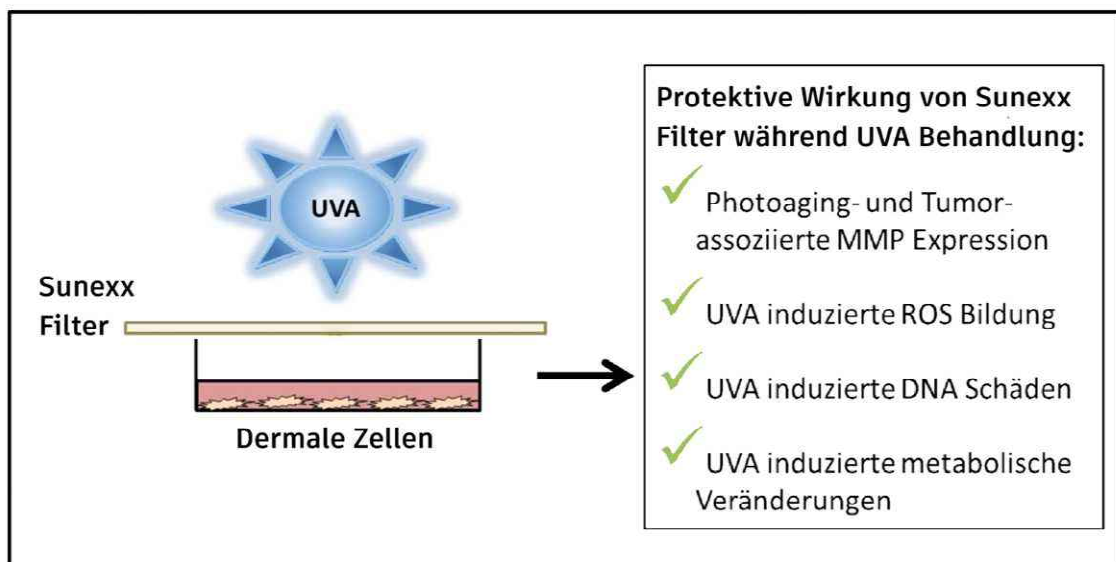 UVA
Sunexx
Filter
Dermale Zellen
Protektive Wirkung von Sunexx
Filter während UVA Behandlung:
Photoaging- und Tumor-
assoziierte MMP Expression
UVA induzierte ROS Bildung
UVA induzierte DNA Schäden
UVA induzierte metabolische
Veränderungen